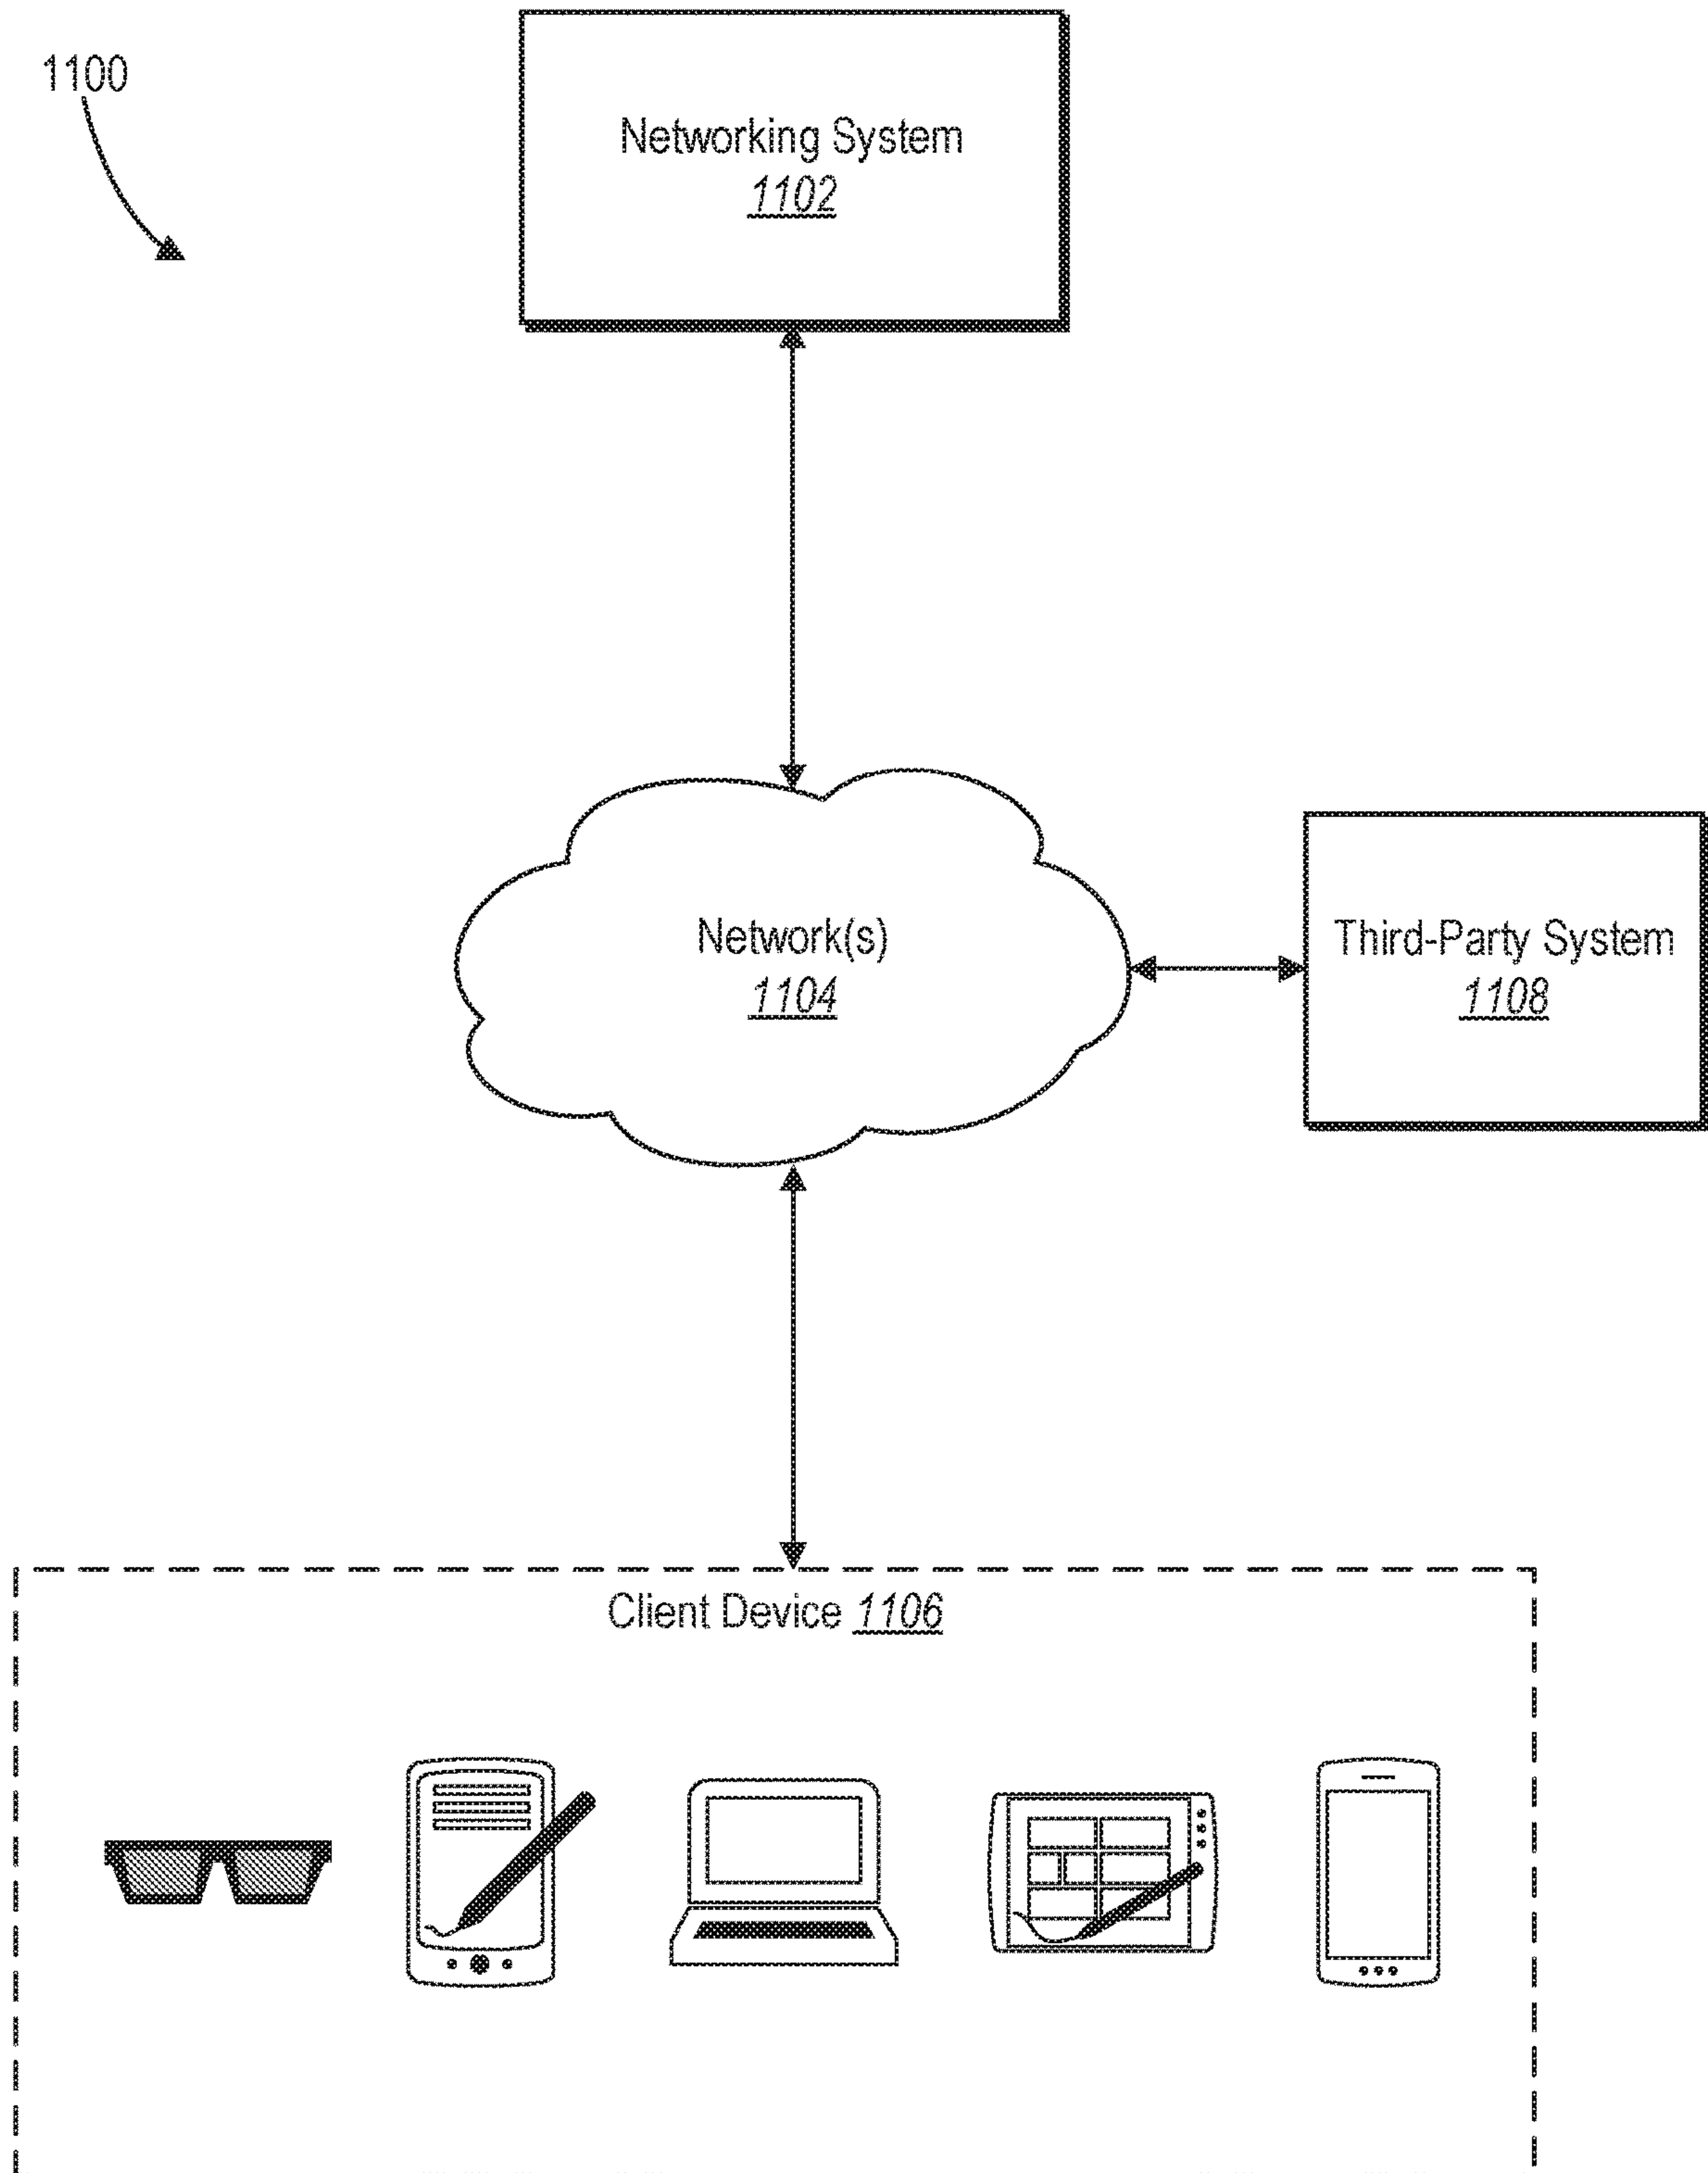 1100
Networking System
1102
Network(s)
1104
Third-Party System
1108
Client Device 1106